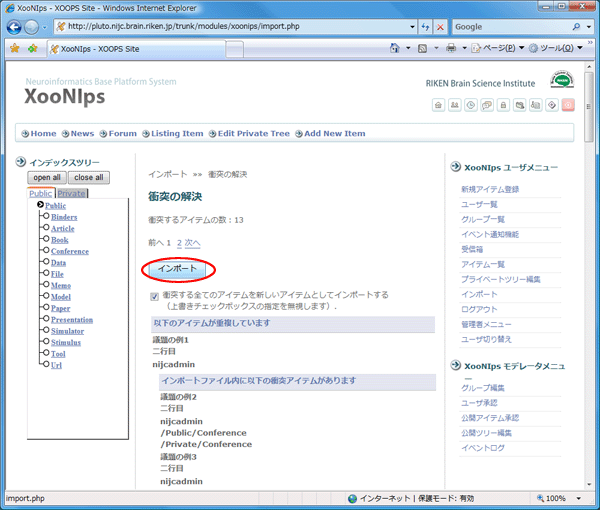 XooNIps - XOOPS Site - Windows Internet Explorer
http://pluto.nijc.brain.riken.jp/trunk/modules/xoonips/import.php
Google
XooNIps - XOOPS Site
ページ(P)
ツール(O)
Neuroinformatics Base Platform System
XooNIps
RIKEN Brain Science Institute
RIKEN
Home
News
Forum
Listing Item
Edit Private Tree
Add New Item
インデックスツリー
open all
close all
Public
Private
Public
Binders
Article
Book
Conference
Data
File
Memo
Model
Paper
Presentation
Simulator
Stimulus
Tool
Url
インポート »» 衝突の解決
衝突の解決
衝突するアイテムの数 : 13
前へ 1 2 次へ
インポート
衝突する全てのアイテムを新しいアイテムとしてインポートする
(上書きチェックボックスの指定を無視します) .
以下のアイテムが重複しています
議題の例1
二行目
nijcadmin
インポートファイル内に以下の衝突アイテムがあります
議題の例2
二行目
nijcadmin
/Public/Conference
/Private/Conference
議題の例3
二行目
nijcadmin
XooNIps ユーザメニュー
新規アイテム登録
ユーザ一覧
グループ一覧
イベント通知機能
受信箱
アイテム一覧
プライベートツリー編集
インポート
ログアウト
管理者メニュー
ユーザ切り替え
XooNIps モデレータメニュ
ー
グループ編集
ユーザ承認
公開アイテム承認
公開ツリー編集
イベントログ
import.php
インターネット | 保護モード: 有効
100%